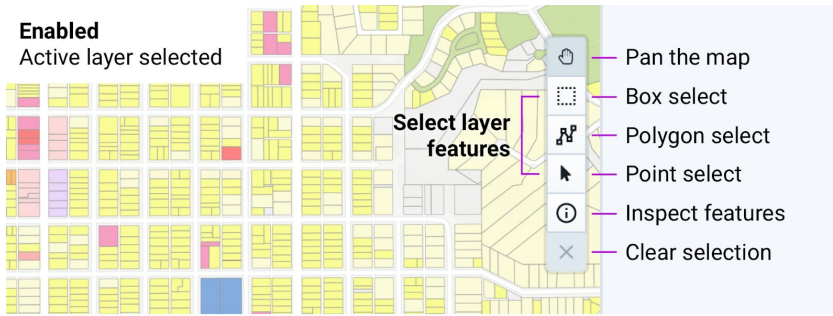 Enabled
Active layer selected
Select layer
features
Pan the map
Box select
Polygon select
Point select
Inspect features
Clear selection